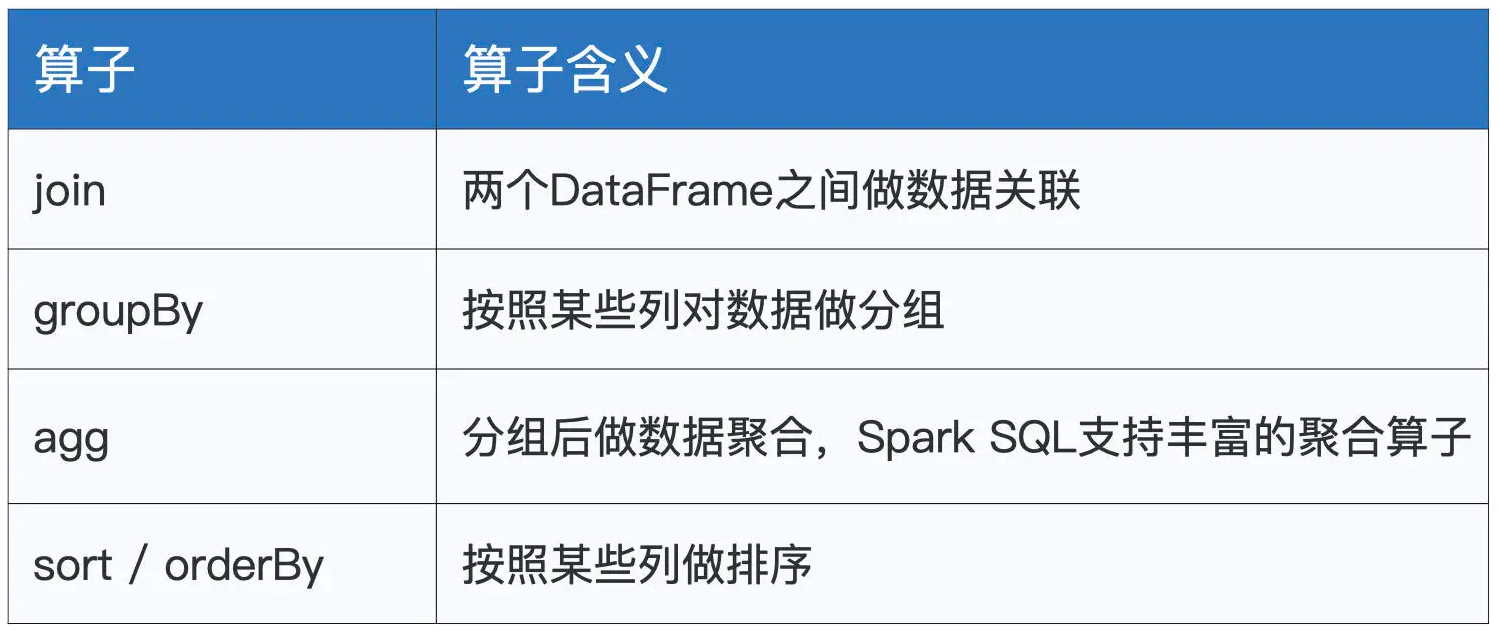 算子
算子含义
join
两个DataFrame之间做数据关联
groupBy
按照某些列对数据做分组
agg
分组后做数据聚合，Spark SQL支持丰富的聚合算子
sort / orderBy
按照某些列做排序